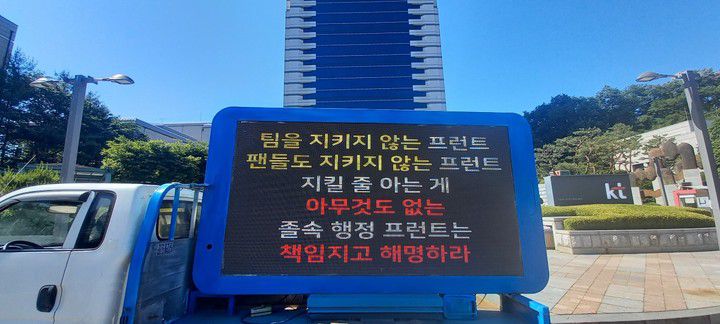 팀을 지키지 않는 프런트
팬들도 지키지 않는 프런트
지킬 줄 아는 게
아무것도 없는
졸속 행정 프런트는
책임지고 해명하라
kt